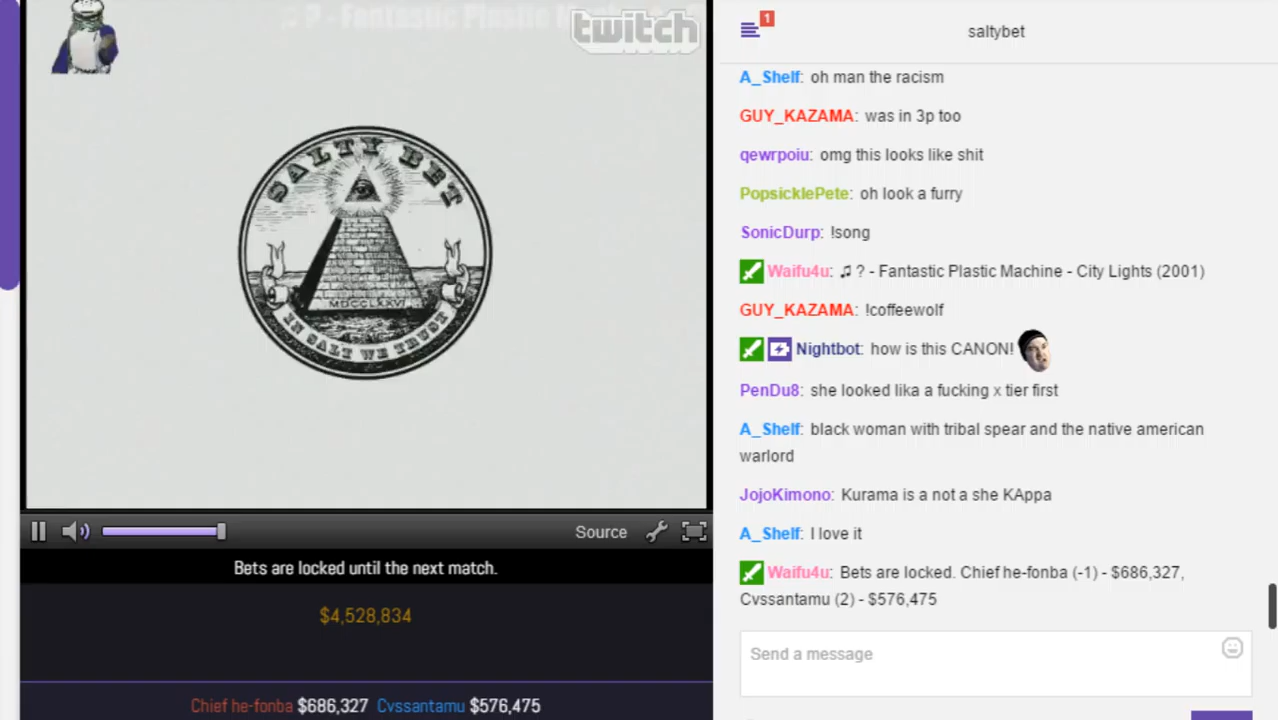 ♫ ? - Fantastic Plastic
twitch
SALTY BET
MDCCLXXVI
IN SALT WE TRUST
Source
Bets are locked until the next match.
$4,528,834
Chief he-fonba $686,327 Cvssantamu $576,475
1
saltybet
A_Shelf: oh man the racism
GUY_KAZAMA: was in 3p too
qewrpoiu: omg this looks like shit
PopsicklePete: oh look a furry
SonicDurp: !song
Waifu4u: ♫ ? - Fantastic Plastic Machine - City Lights (2001)
GUY_KAZAMA: !coffeewolf
Nightbot: how is this CANON!
PenDu8: she looked lika a fucking x tier first
A_Shelf: black woman with tribal spear and the native american
warlord
JojoKimono: Kurama is a not a she KAppa
A_Shelf: I love it
Waifu4u: Bets are locked. Chief he-fonba (-1) - $686,327,
Cvssantamu (2) - $576,475
Send a message